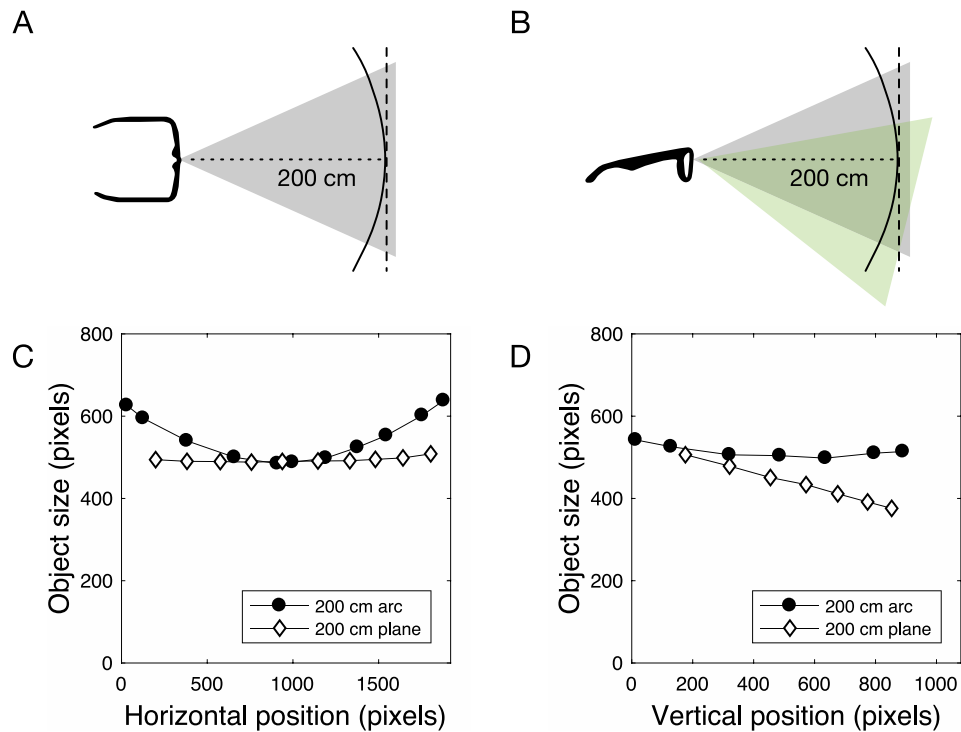 A
B
200 cm
200 cm
C
D
800
600
400
200
0
Object size (pixels)
200 cm arc
200 cm plane
0
500
1000
1500
Horizontal position (pixels)
800
600
400
200
0
Object size (pixels)
200 cm arc
200 cm plane
0
200
400
600
800
1000
Vertical position (pixels)